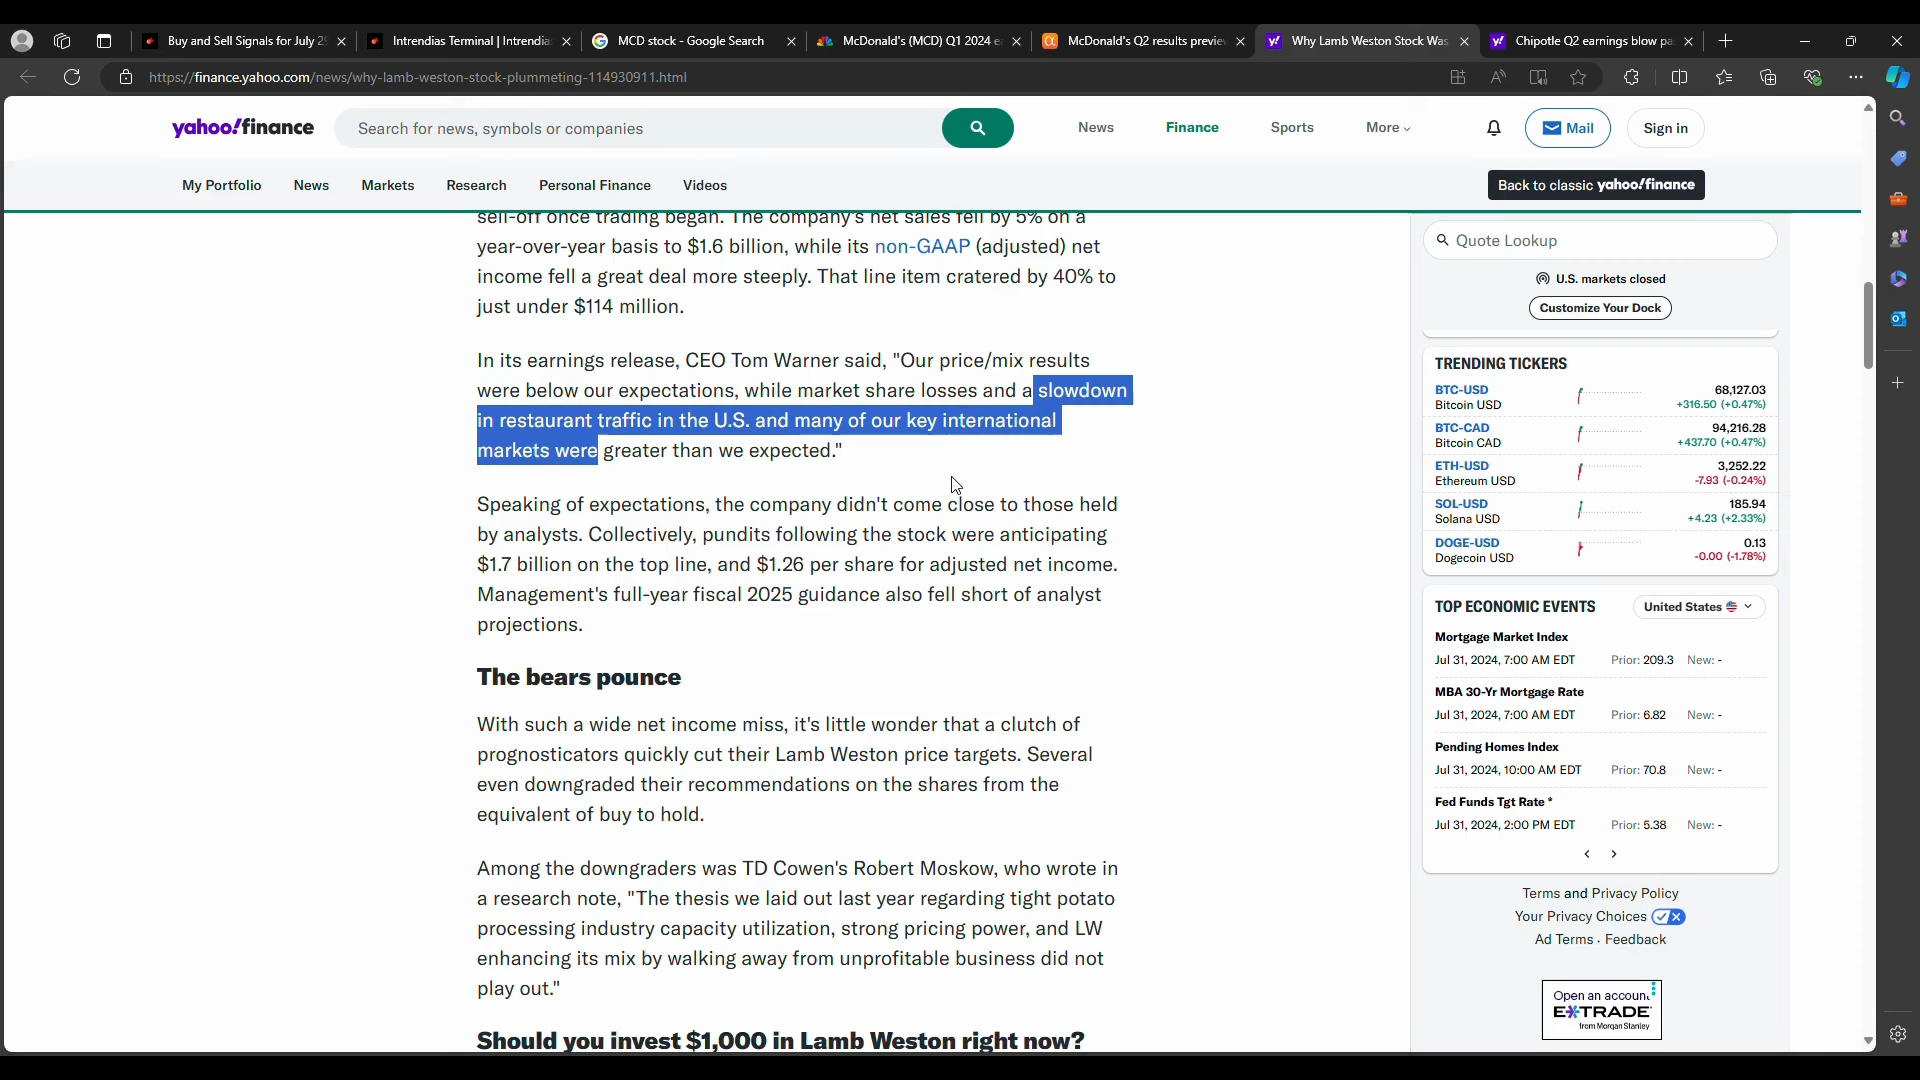 Buy and Sell Signals for July 2
Intrendias Terminal | Intrendia
MCD stock - Google Search
McDonald's (MCD) Q1 2024 e
McDonald's Q2 results previe
Why Lamb Weston Stock Was
Chipotle Q2 earnings blow pa
https://finance.yahoo.com/news/why-lamb-weston-stock-plummeting-114930911.html
yahoo!finance
Search for news, symbols or companies
News
Finance
Sports
More
Mail
Sign in
My Portfolio
News
Markets
Research
Personal Finance
Videos
Back to classic yahoo!finance
sell-off once trading began. The company's net sales fell by 5% on a
year-over-year basis to $1.6 billion, while its non-GAAP (adjusted) net
income fell a great deal more steeply. That line item cratered by 40% to
just under $114 million.
In its earnings release, CEO Tom Warner said, "Our price/mix results
were below our expectations, while market share losses and a slowdown
in restaurant traffic in the U.S. and many of our key international
markets were greater than we expected."
Speaking of expectations, the company didn't come close to those held
by analysts. Collectively, pundits following the stock were anticipating
$1.7 billion on the top line, and $1.26 per share for adjusted net income.
Management's full-year fiscal 2025 guidance also fell short of analyst
projections.
The bears pounce
With such a wide net income miss, it's little wonder that a clutch of
prognosticators quickly cut their Lamb Weston price targets. Several
even downgraded their recommendations on the shares from the
equivalent of buy to hold.
Among the downgraders was TD Cowen's Robert Moskow, who wrote in
a research note, "The thesis we laid out last year regarding tight potato
processing industry capacity utilization, strong pricing power, and LW
enhancing its mix by walking away from unprofitable business did not
play out."
Should you invest $1,000 in Lamb Weston right now?
Quote Lookup
U.S. markets closed
Customize Your Dock
TRENDING TICKERS
BTC-USD 68,127.03
Bitcoin USD +316.50 (+0.47%)
BTC-CAD 94,216.28
Bitcoin CAD +437.70 (+0.47%)
ETH-USD 3,252.22
Ethereum USD -7.93 (-0.24%)
SOL-USD 185.94
Solana USD +4.23 (+2.33%)
DOGE-USD 0.13
Dogecoin USD -0.00 (-1.78%)
TOP ECONOMIC EVENTS
United States
Mortgage Market Index
Jul 31, 2024, 7:00 AM EDT Prior: 209.3 New: -
MBA 30-Yr Mortgage Rate
Jul 31, 2024, 7:00 AM EDT Prior: 6.82 New: -
Pending Homes Index
Jul 31, 2024, 10:00 AM EDT Prior: 70.8 New: -
Fed Funds Tgt Rate *
Jul 31, 2024, 2:00 PM EDT Prior: 5.38 New: -
Terms and Privacy Policy
Your Privacy Choices
Ad Terms · Feedback
Open an account
E*TRADE
from Morgan Stanley